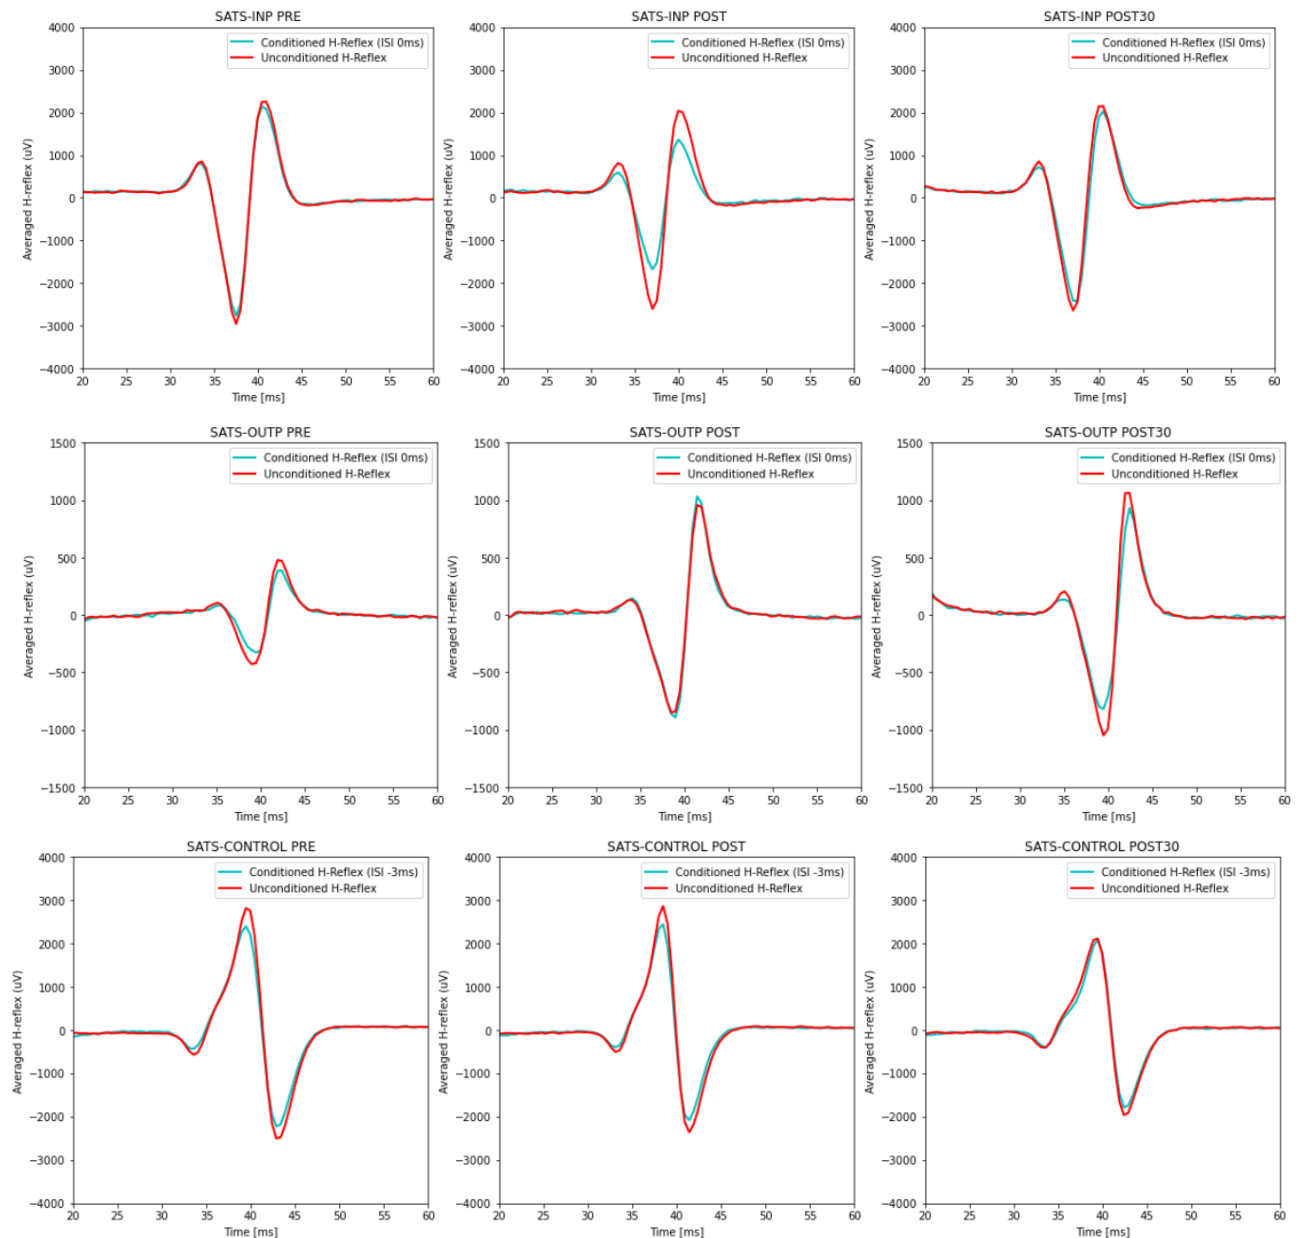 SATS-INP PRE
Conditioned H-Reflex (ISI 0ms)
Unconditioned H-Reflex
Averaged H-reflex (uV)
4000
3000
2000
1000
0
−1000
−2000
−3000
−4000
20 25 30 35 40 45 50 55 60
Time [ms]
SATS-INP POST
Conditioned H-Reflex (ISI 0ms)
Unconditioned H-Reflex
Averaged H-reflex (uV)
4000
3000
2000
1000
0
−1000
−2000
−3000
−4000
20 25 30 35 40 45 50 55 60
Time [ms]
SATS-INP POST30
Conditioned H-Reflex (ISI 0ms)
Unconditioned H-Reflex
Averaged H-reflex (uV)
4000
3000
2000
1000
0
−1000
−2000
−3000
−4000
20 25 30 35 40 45 50 55 60
Time [ms]
SATS-OUTP PRE
Conditioned H-Reflex (ISI 0ms)
Unconditioned H-Reflex
Averaged H-reflex (uV)
1500
1000
500
0
−500
−1000
−1500
20 25 30 35 40 45 50 55 60
Time [ms]
SATS-OUTP POST
Conditioned H-Reflex (ISI 0ms)
Unconditioned H-Reflex
Averaged H-reflex (uV)
1500
1000
500
0
−500
−1000
−1500
20 25 30 35 40 45 50 55 60
Time [ms]
SATS-OUTP POST30
Conditioned H-Reflex (ISI 0ms)
Unconditioned H-Reflex
Averaged H-reflex (uV)
1500
1000
500
0
−500
−1000
−1500
20 25 30 35 40 45 50 55 60
Time [ms]
SATS-CONTROL PRE
Conditioned H-Reflex (ISI -3ms)
Unconditioned H-Reflex
Averaged H-reflex (uV)
4000
3000
2000
1000
0
−1000
−2000
−3000
−4000
20 25 30 35 40 45 50 55 60
Time [ms]
SATS-CONTROL POST
Conditioned H-Reflex (ISI -3ms)
Unconditioned H-Reflex
Averaged H-reflex (uV)
4000
3000
2000
1000
0
−1000
−2000
−3000
−4000
20 25 30 35 40 45 50 55 60
Time [ms]
SATS-CONTROL POST30
Conditioned H-Reflex (ISI -3ms)
Unconditioned H-Reflex
Averaged H-reflex (uV)
4000
3000
2000
1000
0
−1000
−2000
−3000
−4000
20 25 30 35 40 45 50 55 60
Time [ms]